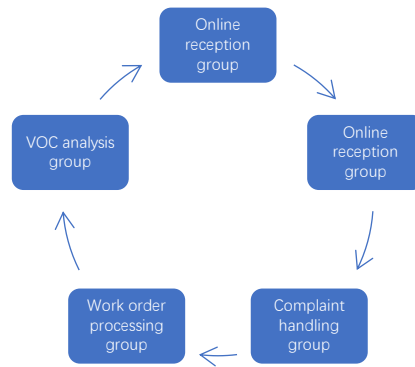 Online
reception
group
Online
reception
group
Complaint
handling
group
Work order
processing
group
VOC analysis
group